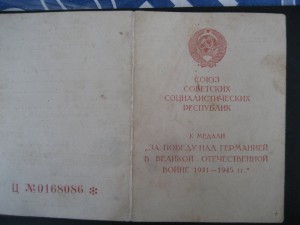 СОЮЗ
СОВЕТСКИХ
СОЦИАЛИСТИЧЕСКИХ
РЕСПУБЛИК
К МЕДАЛИ
"ЗА ПОБЕДУ НАД ГЕРМАНИЕЙ
В ВЕЛИКОЙ ОТЕЧЕСТВЕННОЙ
ВОЙНЕ 1941—1945 гг."
Ц №0168086 *